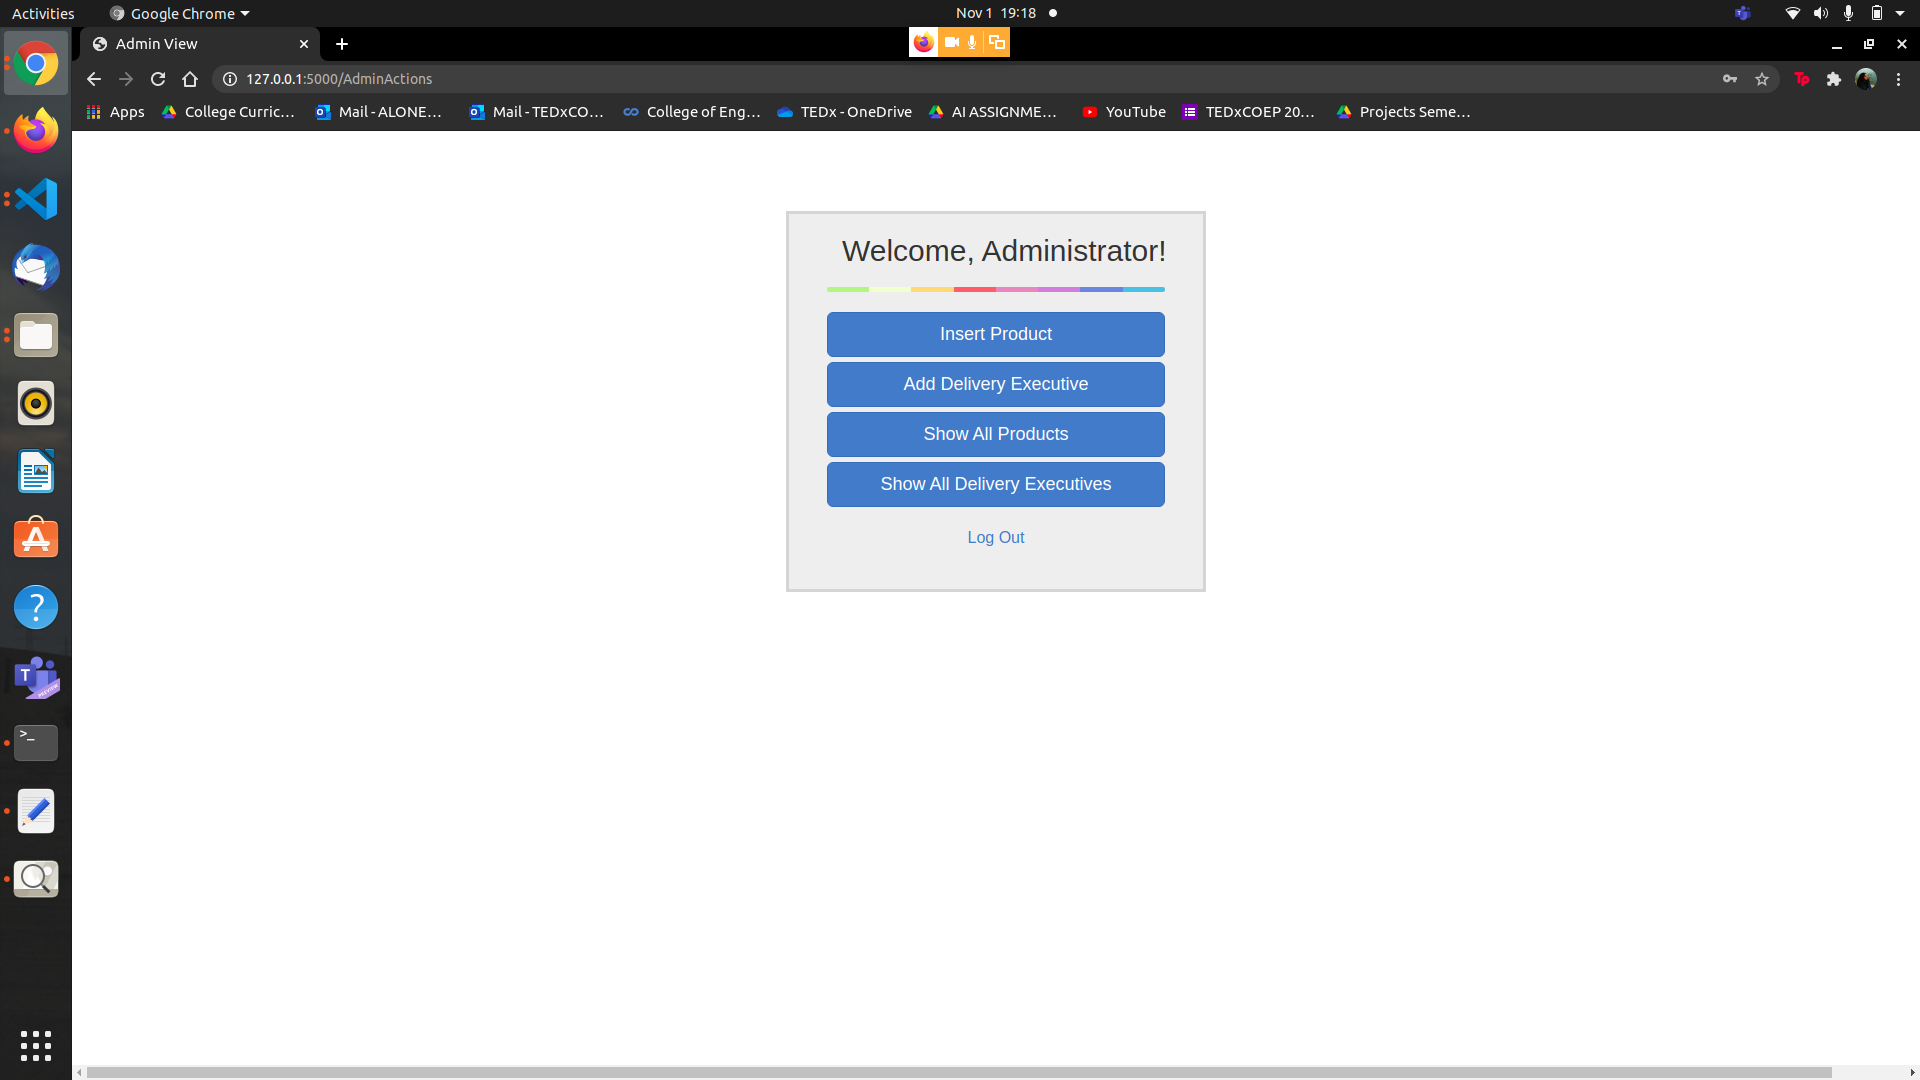 Activities
Google Chrome
Nov 1 19:18
Admin View
127.0.0.1:5000/AdminActions
Tp
Apps
College Curric...
Mail - ALONE...
Mail - TEDxCO...
College of Eng...
TEDx - OneDrive
AI ASSIGNME...
YouTube
TEDxCOEP 20...
Projects Seme...
Welcome, Administrator!
Insert Product
Add Delivery Executive
Show All Products
Show All Delivery Executives
Log Out
A
?
T
PREVIEW
>_